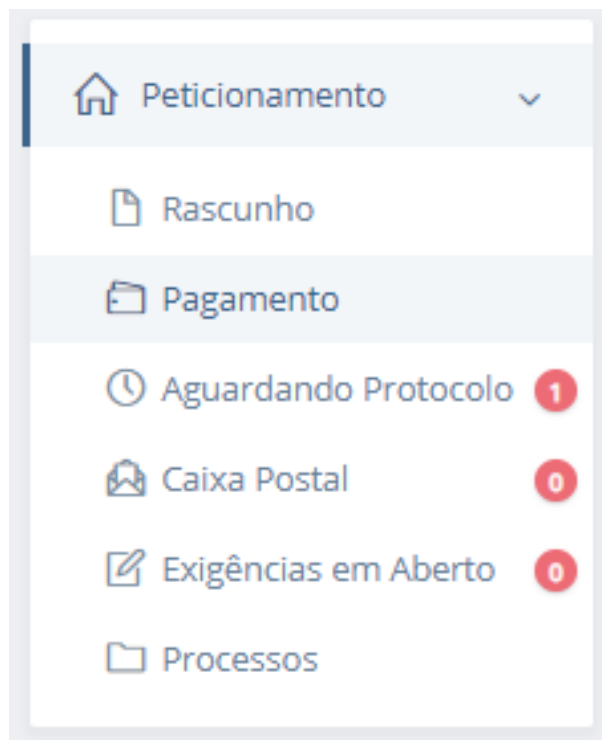 Peticionamento
Rascunho
Pagamento
Aguardando Protocolo 1
Caixa Postal 0
Exigências em Aberto 0
Processos